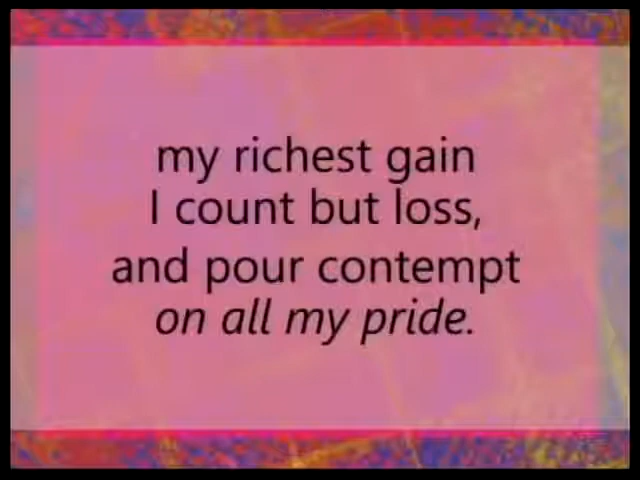 my richest gain
I count but loss,
and pour contempt
on all my pride.